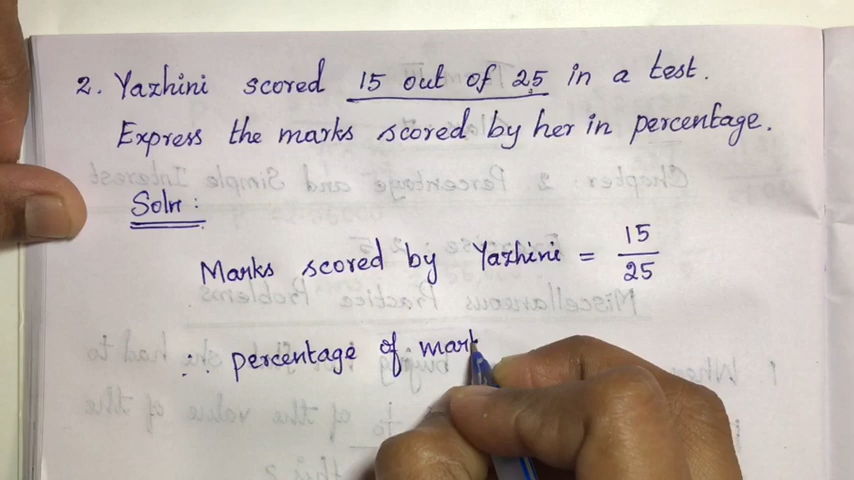 2. Yazhini scored 15 out of 25 in a test.
Express the marks scored by her in percentage.
Soln :
Marks scored by Yazhini = 15/25
∴ percentage of mark